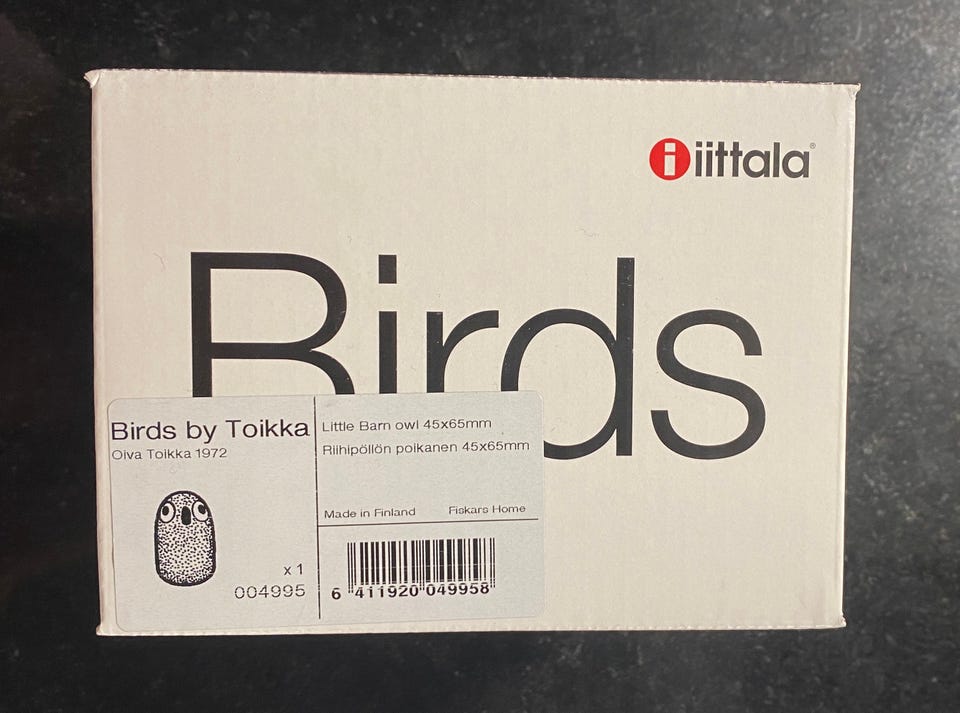 iittala®
Birds
Birds by Toikka
Oiva Toikka 1972
x 1
004995
Little Barn owl 45x65mm
Riihipöllön poikanen 45x65mm
Made in Finland Fiskars Home
6 411920 049958